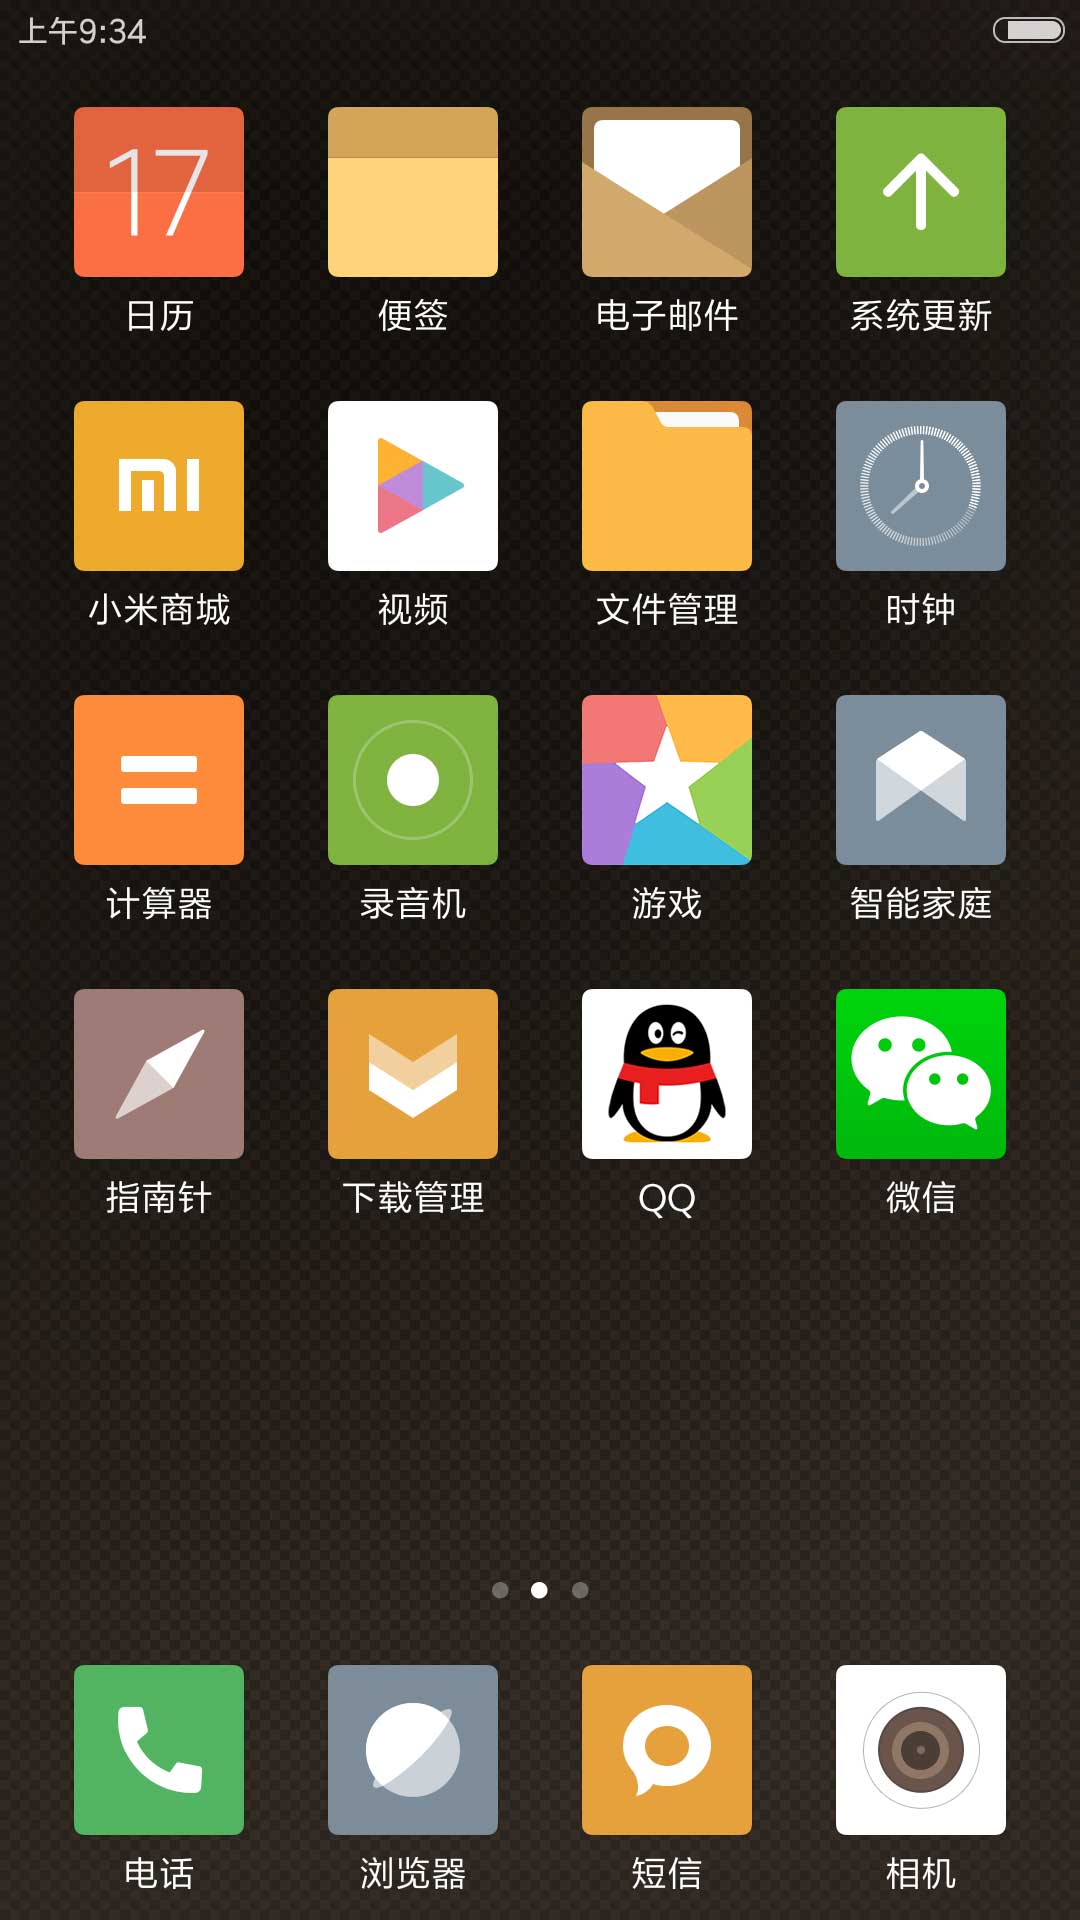 上午9:34
17
日历
便签
电子邮件
系统更新
mi
小米商城
视频
文件管理
时钟
计算器
录音机
游戏
智能家庭
指南针
下载管理
QQ
微信
电话
浏览器
短信
相机